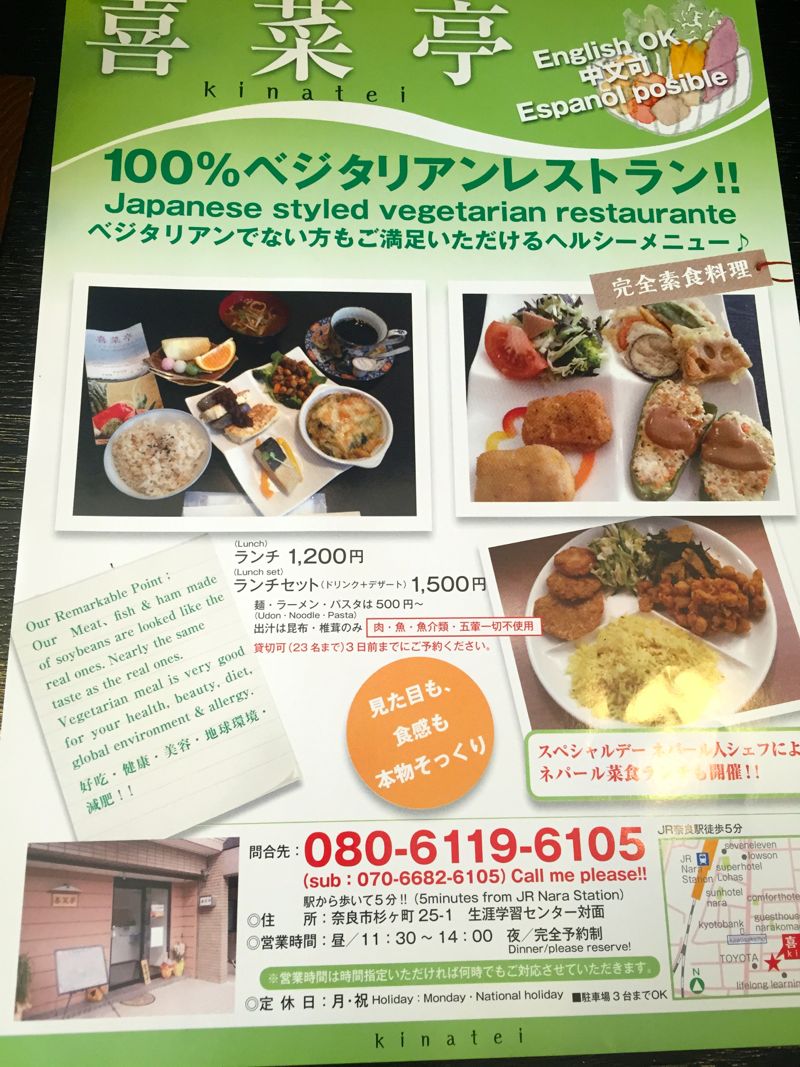 喜菜亭
kinatei
English OK
中文可
Espanol posible
100%ベジタリアンレストラン!!
Japanese styled vegetarian restaurante
ベジタリアンでない方もご満足いただけるヘルシーメニュー♪
完全素食料理
喜菜亭
(Lunch)
ランチ 1,200円
(Lunch set)
ランチセット(ドリンク+デザート) 1,500円
麺・ラーメン・パスタは500円〜
(Udon・Noodle・Pasta)
出汁は昆布・椎茸のみ 肉・魚・魚介類・五葷一切不使用
貸切可(23名まで)3日前までにご予約ください。
Our Remarkable Point ;
Our Meat, fish & ham made
of soybeans are looked like the
real ones. Nearly the same
taste as the real ones.
Vegetarian meal is very good
for your health, beauty, diet,
global environment & allergy.
好吃・健康・美容・地球環境・
減肥!!
見た目も、
食感も
本物そっくり
スペシャルデー ネパール人シェフによ
ネパール菜食ランチも開催!!
喜菜亭
問合先:080-6119-6105
(sub:070-6682-6105) Call me please!!
駅から歩いて5分!! (5minutes from JR Nara Station)
◎住 所:奈良市杉ヶ町25-1 生涯学習センター対面
◎営業時間:昼/11:30〜14:00 夜/完全予約制
Dinner/please reserve!
※営業時間は時間指定いただければ何時でもご対応させていただきます。
◎定休日:月・祝 Holiday:Monday・National holiday ■駐車場3台までOK
JR奈良駅徒歩5分
seveneleven
lowson
JR
Nara
Station
superhotel
Lohas
sunhotel
nara
comforthote
kyotobank
guesthous
narakoma
TOYOTA
喜
ki
N
lifelong learnin
kinatei